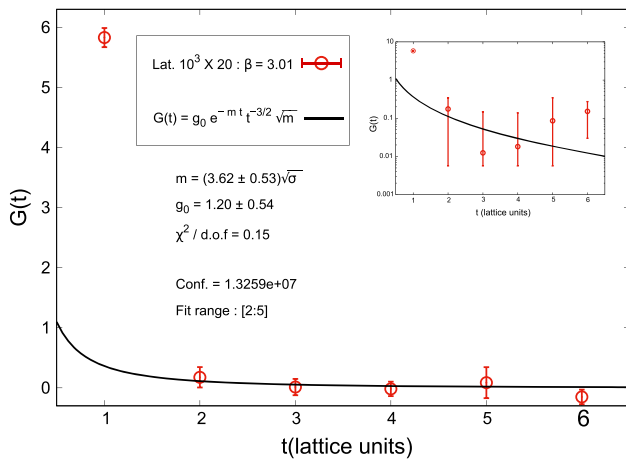 6
5
4
3
2
1
0
G(t)
Lat. 10³ X 20 : β = 3.01
G(t) = g₀ e⁻ ᵐ ᵗ t⁻³ᐟ² √m
m = (3.62 ± 0.53)√σ
g₀ = 1.20 ± 0.54
χ² / d.o.f = 0.15
Conf. = 1.3259e+07
Fit range : [2:5]
1 2 3 4 5 6
t(lattice units)
10
1
0.1
0.01
0.001
G(t)
1 2 3 4 5 6
t (lattice units)